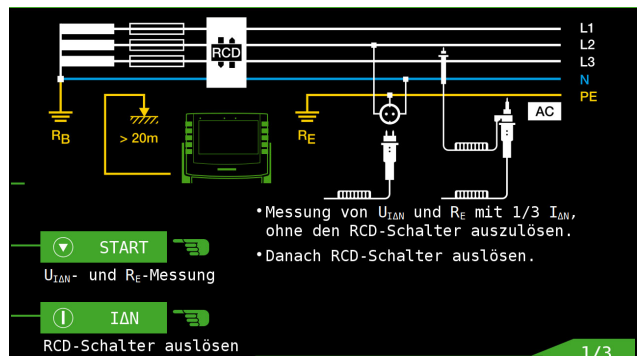 L1
L2
L3
N
PE
RCD
AC
RB
> 20m
RE
•Messung von UIΔN und RE mit 1/3 IΔN,
ohne den RCD-Schalter auszulösen.
•Danach RCD-Schalter auslösen.
START
UIΔN- und RE-Messung
IΔN
RCD-Schalter auslösen
1/3